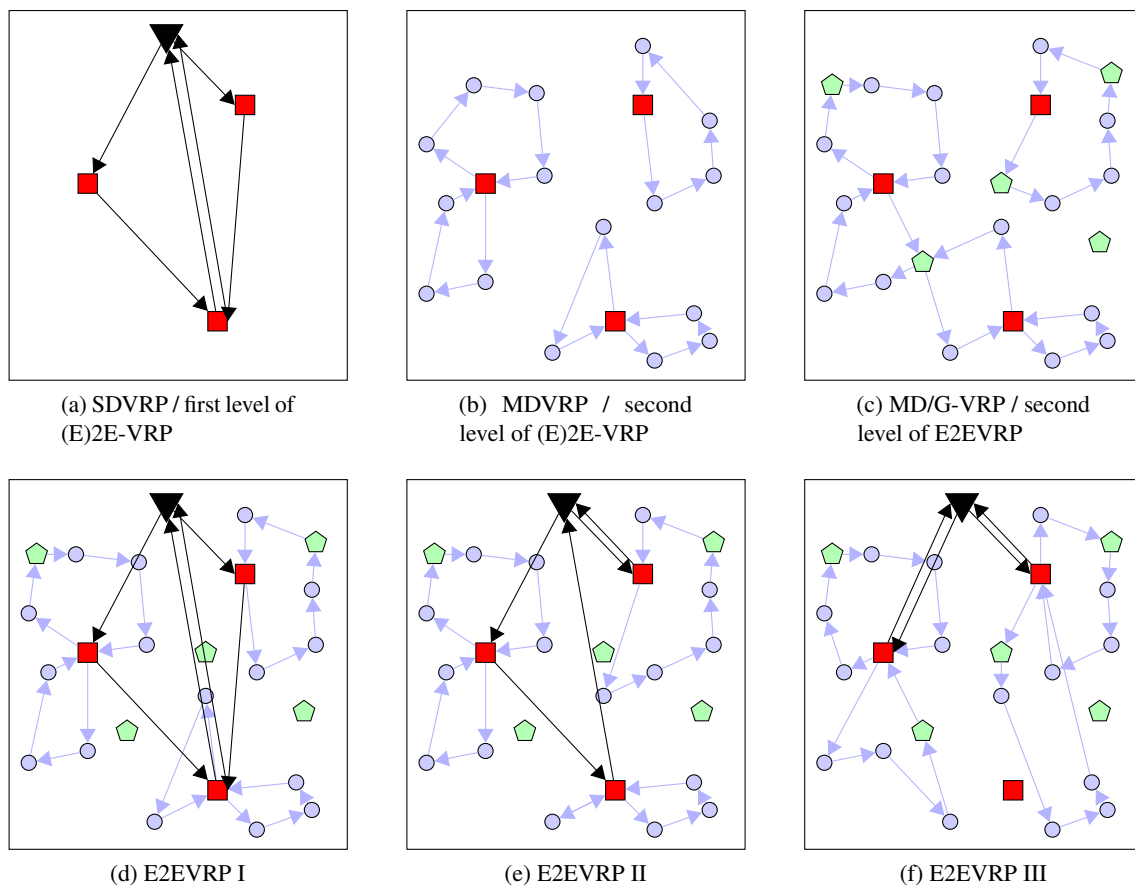 (a) SDVRP / first level of
(E)2E-VRP
(b) MDVRP / second
level of (E)2E-VRP
(c) MD/G-VRP / second
level of E2EVRP
(d) E2EVRP I
(e) E2EVRP II
(f) E2EVRP III